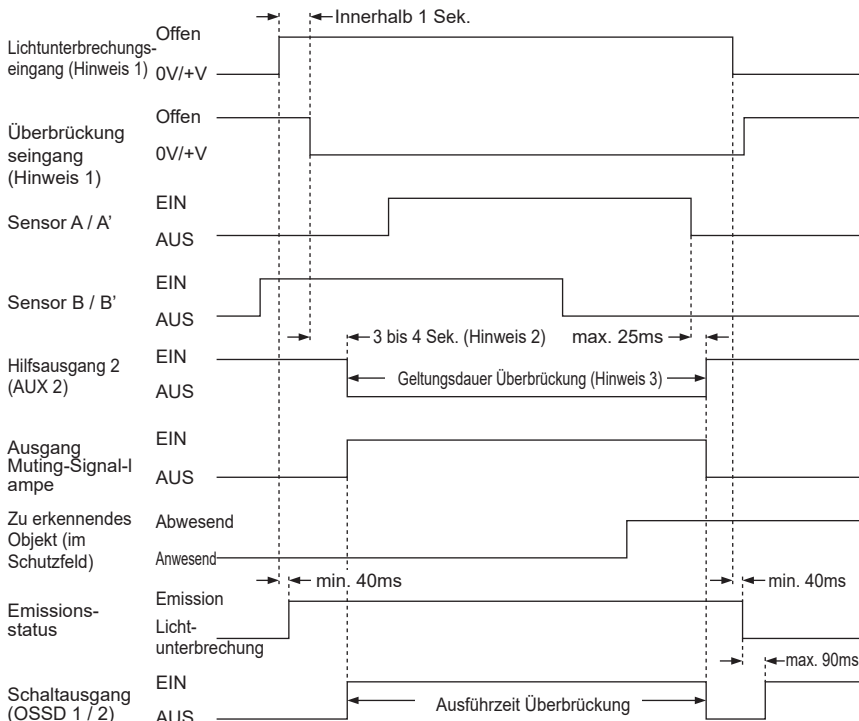 Innerhalb 1 Sek.
Lichtunterbrechungs-
eingang (Hinweis 1)
Offen
0V/+V
Überbrückung
seingang
(Hinweis 1)
Offen
0V/+V
Sensor A / A’
EIN
AUS
Sensor B / B’
EIN
AUS
3 bis 4 Sek. (Hinweis 2)
max. 25ms
Hilfsausgang 2
(AUX 2)
EIN
AUS
Geltungsdauer Überbrückung (Hinweis 3)
Ausgang
Muting-Signal-l
ampe
EIN
AUS
Zu erkennendes
Objekt (im
Schutzfeld)
Abwesend
Anwesend
min. 40ms
min. 40ms
Emissions-
status
Emission
Licht-
unterbrechung
max. 90ms
Schaltausgang
(OSSD 1 / 2)
EIN
AUS
Ausführzeit Überbrückung